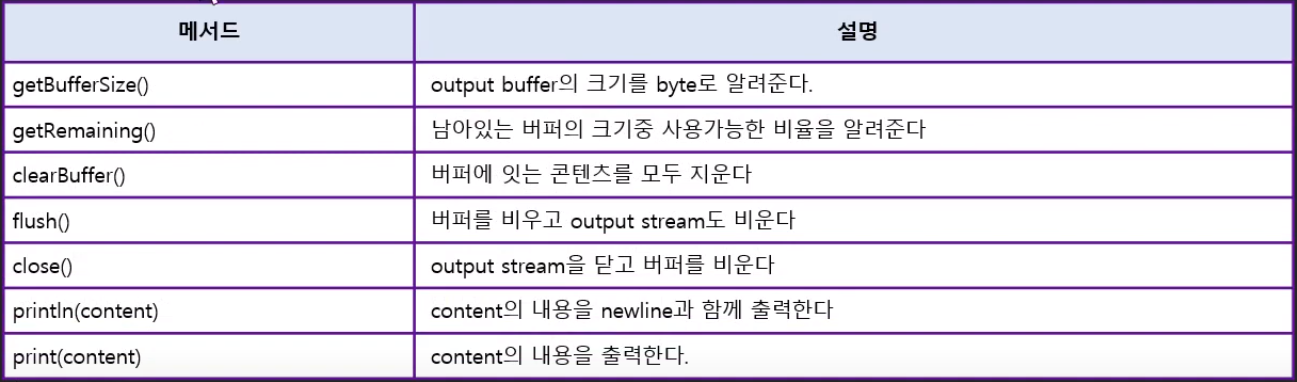 메서드 설명
getBufferSize() output buffer의 크기를 byte로 알려준다.
getRemaining() 남아있는 버퍼의 크기중 사용가능한 비율을 알려준다
clearBuffer() 버퍼에 잇는 콘텐츠를 모두 지운다
flush() 버퍼를 비우고 output stream도 비운다
close() output stream을 닫고 버퍼를 비운다
println(content) content의 내용을 newline과 함께 출력한다
print(content) content의 내용을 출력한다.